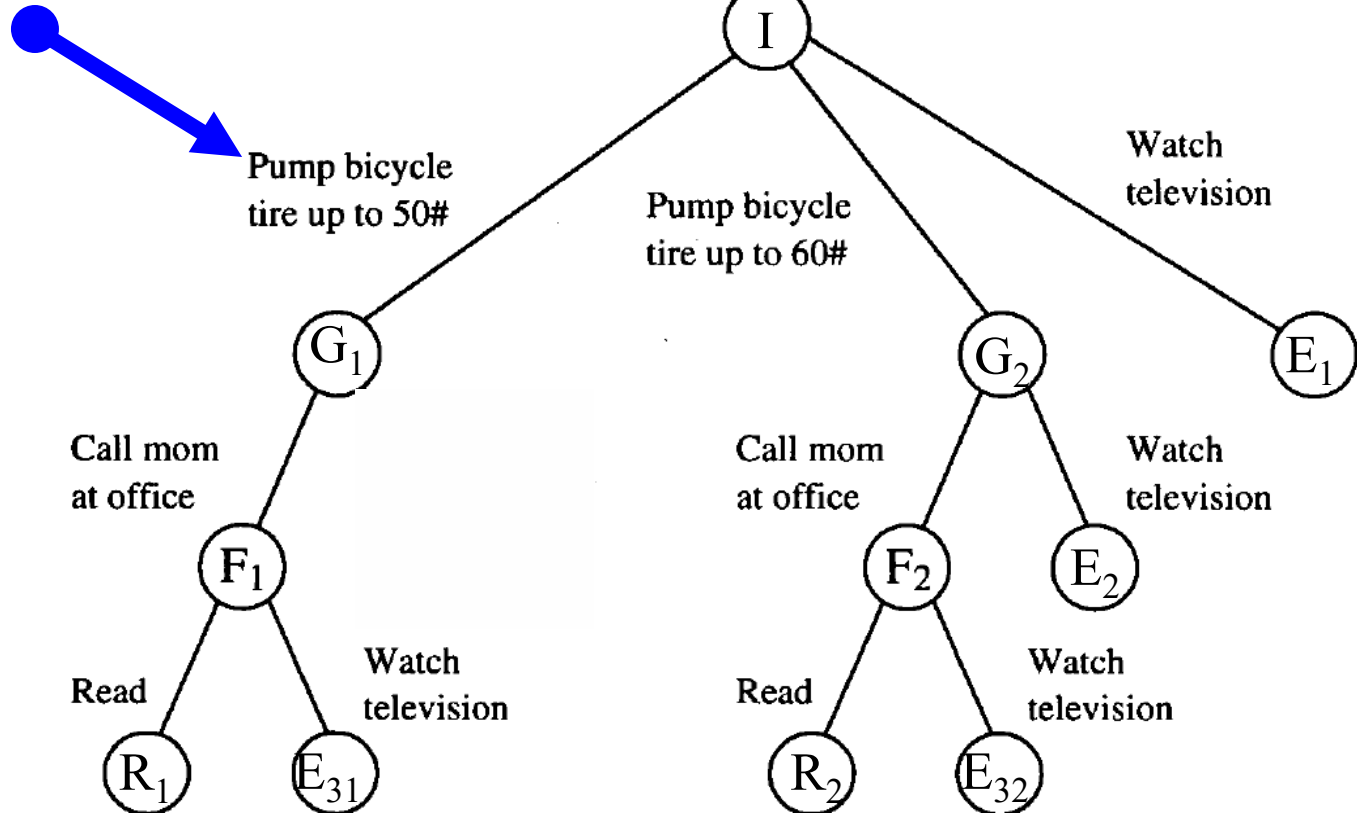 I
Watch
television
Pump bicycle
tire up to 50#
Pump bicycle
tire up to 60#
G1
G2
E1
Call mom
at office
Call mom
at office
Watch
television
F1
F2
E2
Read
Watch
television
Read
Watch
television
R1
E31
R2
E32